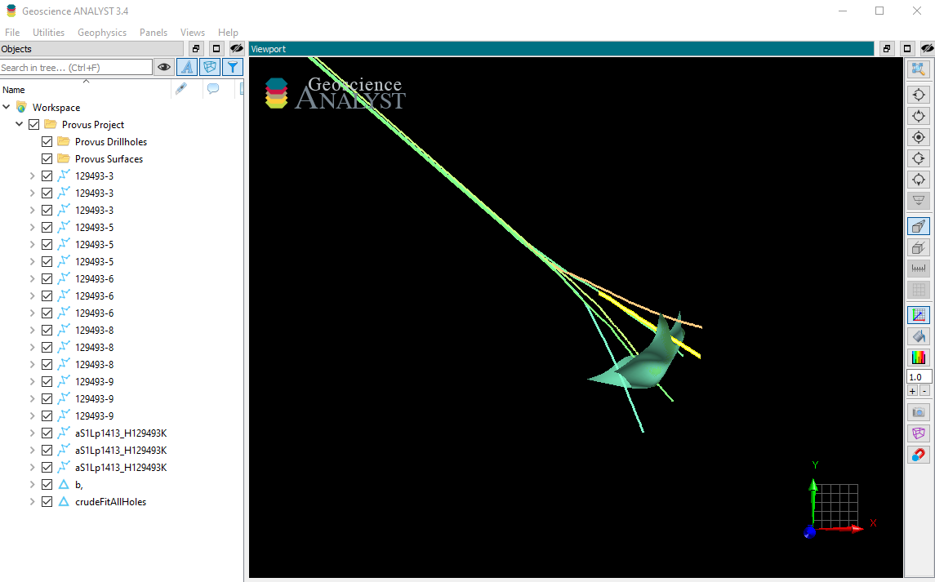 Geoscience ANALYST 3.4
File Utilities Geophysics Panels Views Help
Objects
Viewport
Search in tree... (Ctrl+F)
Name
Workspace
Provus Project
Provus Drillholes
Provus Surfaces
129493-3
129493-3
129493-3
129493-5
129493-5
129493-5
129493-6
129493-6
129493-6
129493-8
129493-8
129493-8
129493-9
129493-9
129493-9
aS1Lp1413_H129493K
aS1Lp1413_H129493K
aS1Lp1413_H129493K
b,
crudeFitAllHoles
Geoscience
ANALYST
Y
X
1.0
+ -